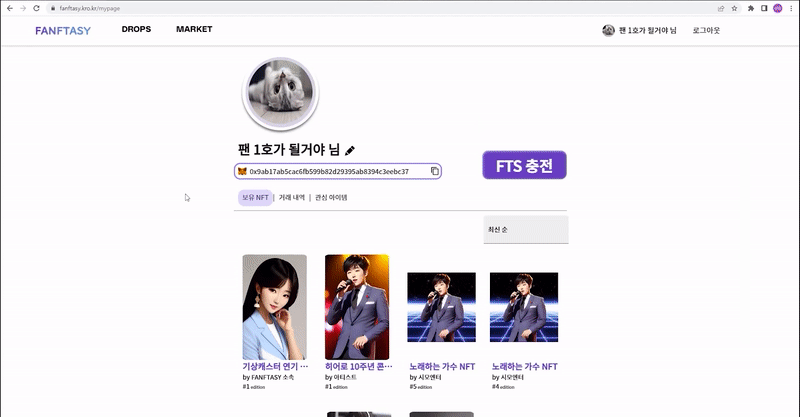 fanftasy.kro.kr/mypage
FANFTASY DROPS MARKET 팬 1호가 될거야 님 로그아웃
팬 1호가 될거야 님
0x9ab17ab5cac6fb599b82d29395ab8394c3eebc37
FTS 충전
보유 NFT | 거래 내역 | 관심 아이템
최신 순
기상캐스터 연기 ...
by FANFTASY 소속
#1 edition
히어로 10주년 콘...
by 아티스트
#1 edition
노래하는 가수 NFT
by 시모엔터
#5 edition
노래하는 가수 NFT
by 시모엔터
#4 edition